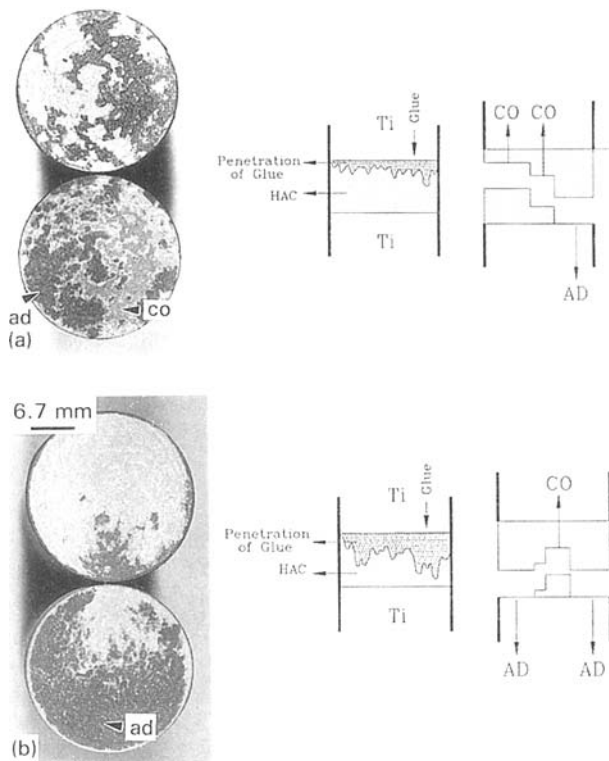 Ti
Glue
CO
CO
CO
Penetration
of Glue
HAC
Ti
AD
ad
co
(a)
6.7 mm
Ti
Glue
CO
Penetration
of Glue
HAC
Ti
AD
AD
ad
(b)